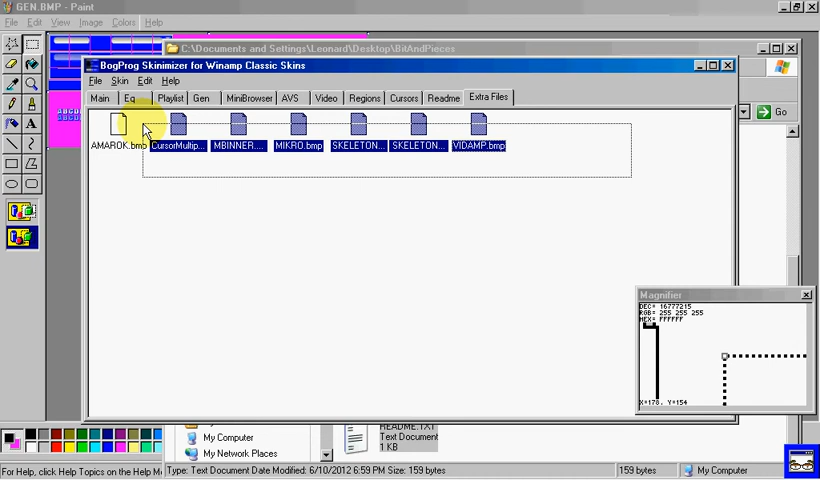 GEN.BMP - Paint
File Edit View Image Colors Help
C:\Documents and Settings\Leonard\Desktop\BitAndPieces
BogProg Skinimizer for Winamp Classic Skins
File Skin Edit Help
Main Eq Playlist Gen MiniBrowser AVS Video Regions Cursors Readme Extra Files
Go
AMAROK.bmp CursorMultip... MBINNER.... MIKRO.bmp SKELETON... SKELETON... VIDAMP.bmp
Magnifier
DEC= 16777215
RGB= 255 255 255
HEX= FFFFFF
X=178, Y=154
README.TXT
Text Document
1 KB
My Computer
My Network Places
For Help, click Help Topics on the Help M
Type: Text Document Date Modified: 6/10/2012 6:59 PM Size: 159 bytes
159 bytes
My Computer